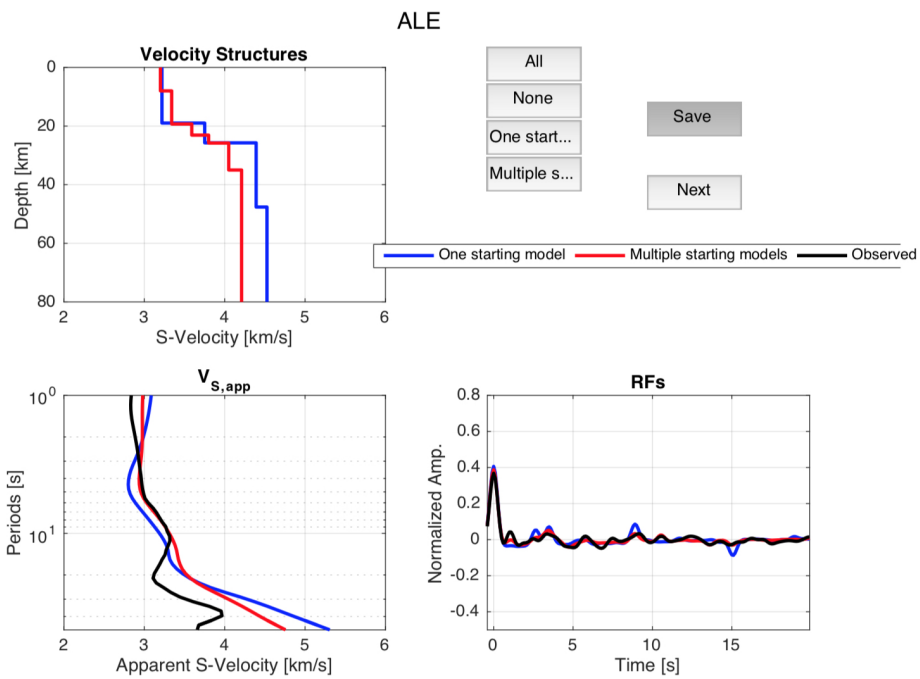 ALE
Velocity Structures
0
20
40
60
80
Depth [km]
2 3 4 5 6
S-Velocity [km/s]
All
None
One start...
Multiple s...
Save
Next
One starting model Multiple starting models Observed
V_S,app
10^0
10^1
Periods [s]
2 3 4 5 6
Apparent S-Velocity [km/s]
RFs
0.8
0.6
0.4
0.2
0
-0.2
-0.4
Normalized Amp.
0 5 10 15
Time [s]